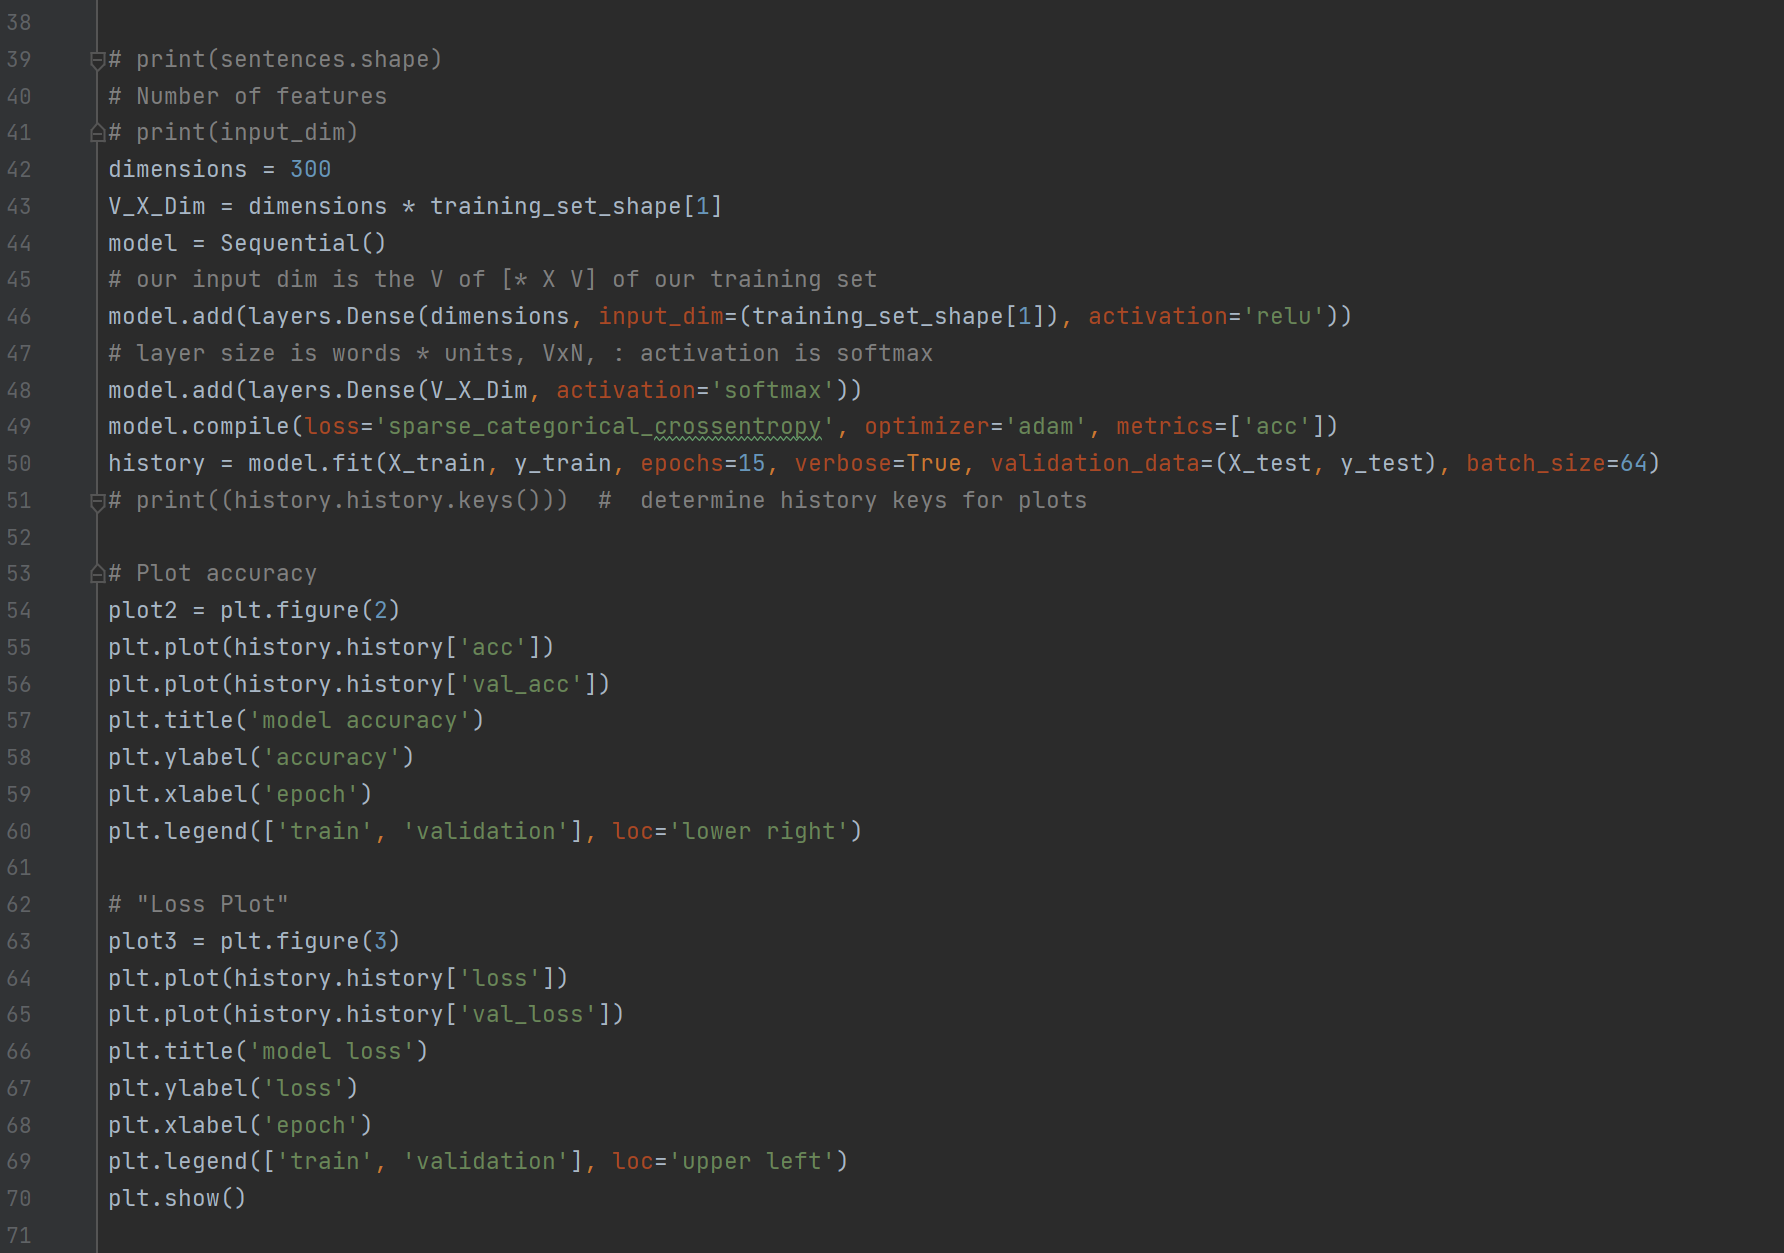 38
39 # print(sentences.shape)
40 # Number of features
41 # print(input_dim)
42 dimensions = 300
43 V_X_Dim = dimensions * training_set_shape[1]
44 model = Sequential()
45 # our input dim is the V of [* X V] of our training set
46 model.add(layers.Dense(dimensions, input_dim=(training_set_shape[1]), activation='relu'))
47 # layer size is words * units, VxN, : activation is softmax
48 model.add(layers.Dense(V_X_Dim, activation='softmax'))
49 model.compile(loss='sparse_categorical_crossentropy', optimizer='adam', metrics=['acc'])
50 history = model.fit(X_train, y_train, epochs=15, verbose=True, validation_data=(X_test, y_test), batch_size=64)
51 # print((history.history.keys()))  #  determine history keys for plots
52
53 # Plot accuracy
54 plot2 = plt.figure(2)
55 plt.plot(history.history['acc'])
56 plt.plot(history.history['val_acc'])
57 plt.title('model accuracy')
58 plt.ylabel('accuracy')
59 plt.xlabel('epoch')
60 plt.legend(['train', 'validation'], loc='lower right')
61
62 # "Loss Plot"
63 plot3 = plt.figure(3)
64 plt.plot(history.history['loss'])
65 plt.plot(history.history['val_loss'])
66 plt.title('model loss')
67 plt.ylabel('loss')
68 plt.xlabel('epoch')
69 plt.legend(['train', 'validation'], loc='upper left')
70 plt.show()
71